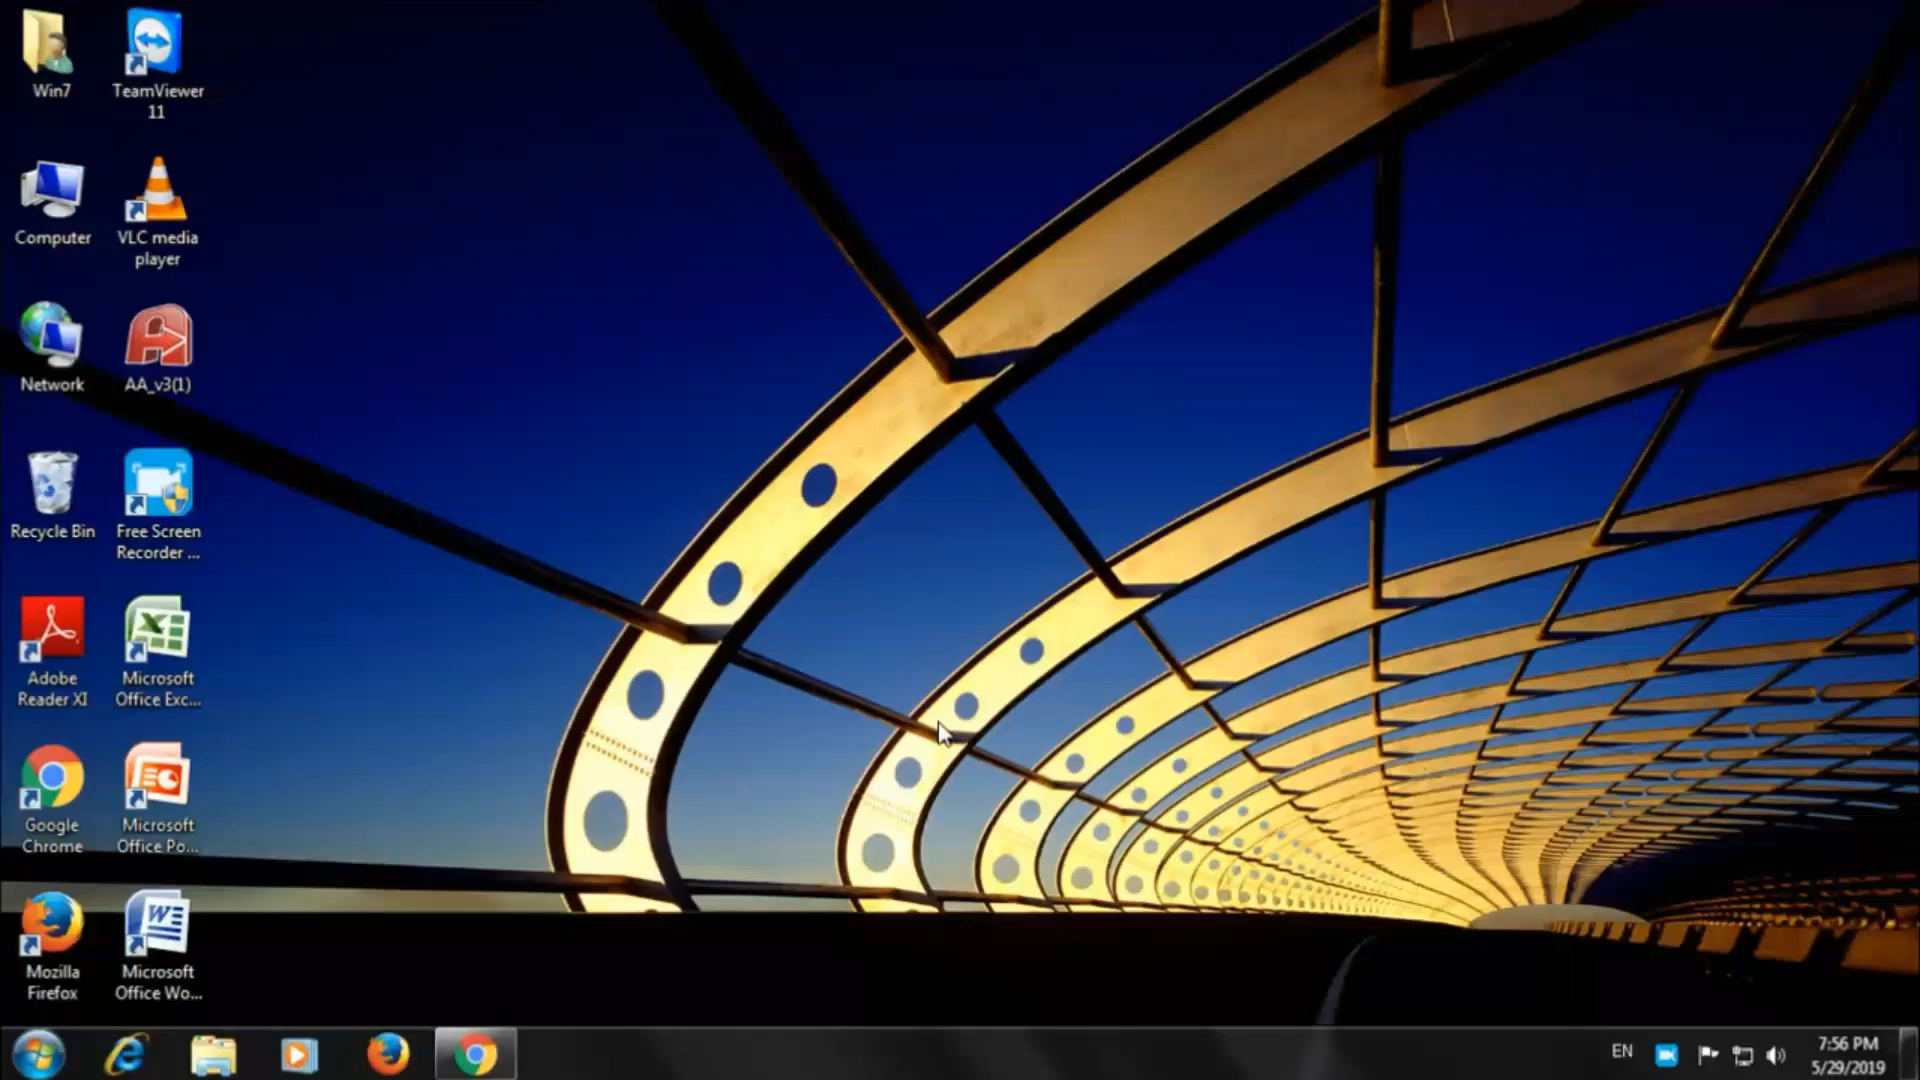 Win7
TeamViewer
11
Computer
VLC media
player
Network
AA_v3(1)
Recycle Bin
Free Screen
Recorder ...
Adobe
Reader XI
Microsoft
Office Exc...
Google
Chrome
Microsoft
Office Po...
Mozilla
Firefox
Microsoft
Office Wo...
EN
7:56 PM
5/29/2019